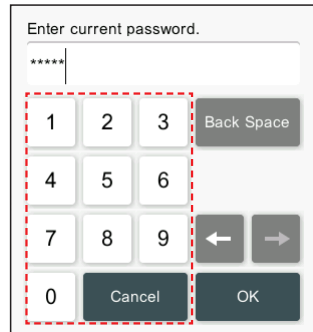 Enter current password.
*****
1 2 3 Back Space
4 5 6
7 8 9 ← →
0 Cancel OK